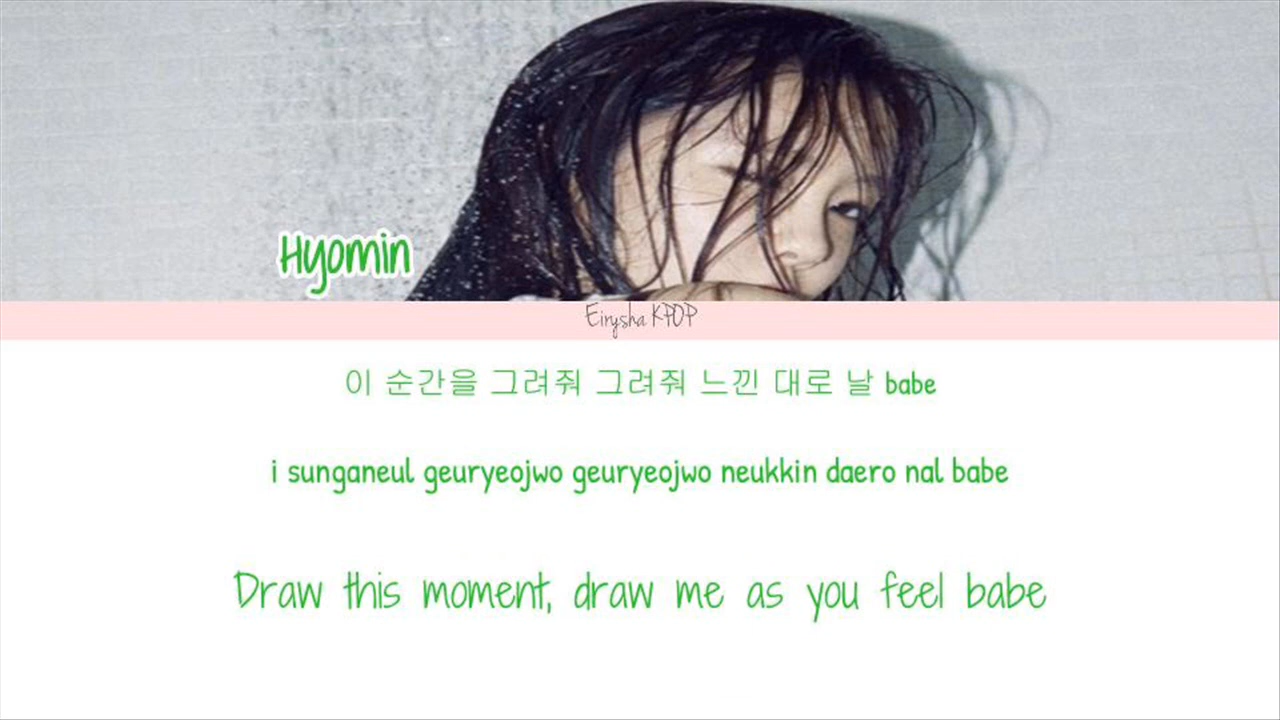 Hyomin
Eirysha KPOP
이 순간을 그려줘 그려줘 느낀 대로 날 babe
i sunganeul geuryeojwo geuryeojwo neukkin daero nal babe
Draw this moment, draw me as you feel babe